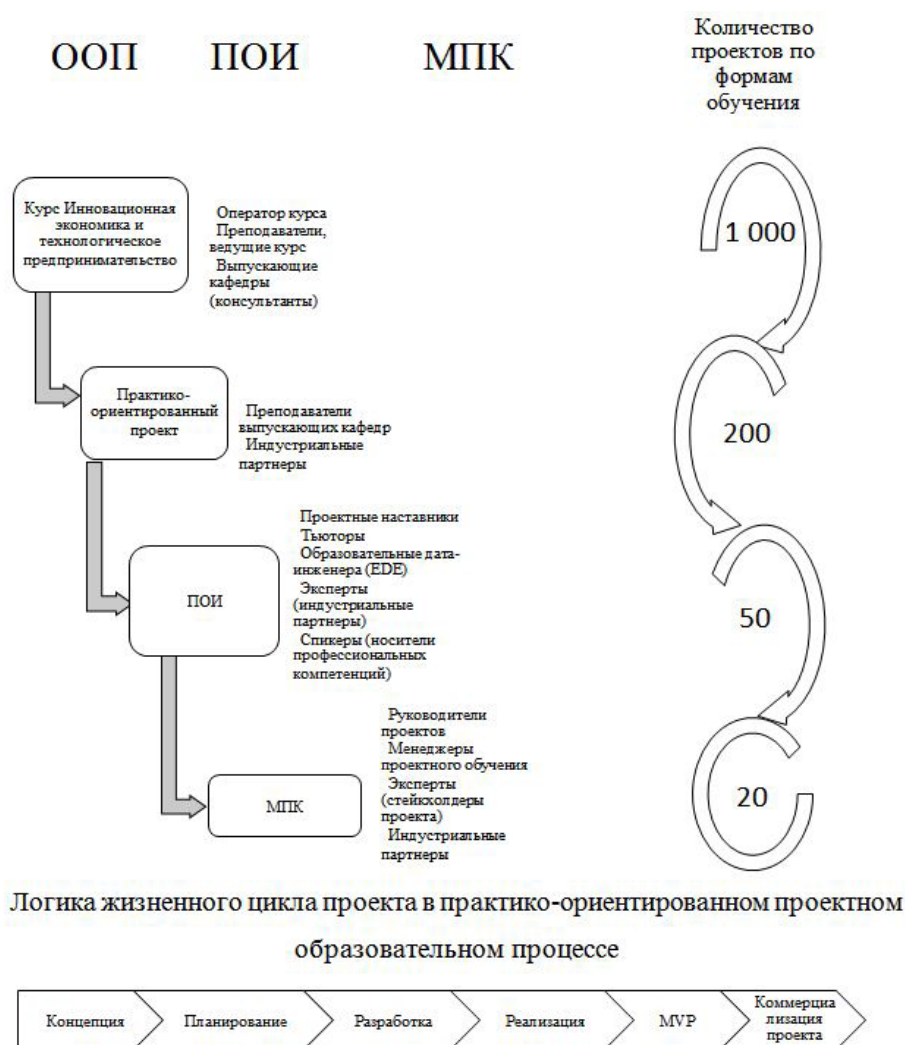 ООП ПОИ МПК
Количество
проектов по
формам
обучения
Курс Инновационная
экономика и
технологическое
предпринимательство
Оператор курса
Преподаватели,
ведущие курс
Выпускающие
кафедры
(консультанты)
1 000
Практико-
ориентированный
проект
Преподаватели
выпускающих кафедр
Индустриальные
партнеры
200
ПОИ
Проектные наставники
Тьюторы
Образовательные дата-
инженера (EDE)
Эксперты
(индустриальные
партнеры)
Спикеры (носители
профессиональных
компетенций)
50
МПК
Руководители
проектов
Менеджеры
проектного обучения
Эксперты
(стейкхолдеры
проекта)
Индустриальные
партнеры
20
Логика жизненного цикла проекта в практико-ориентированном проектном
образовательном процессе
Концепция
Планирование
Разработка
Реализация
MVP
Коммерциа
лизация
проекта